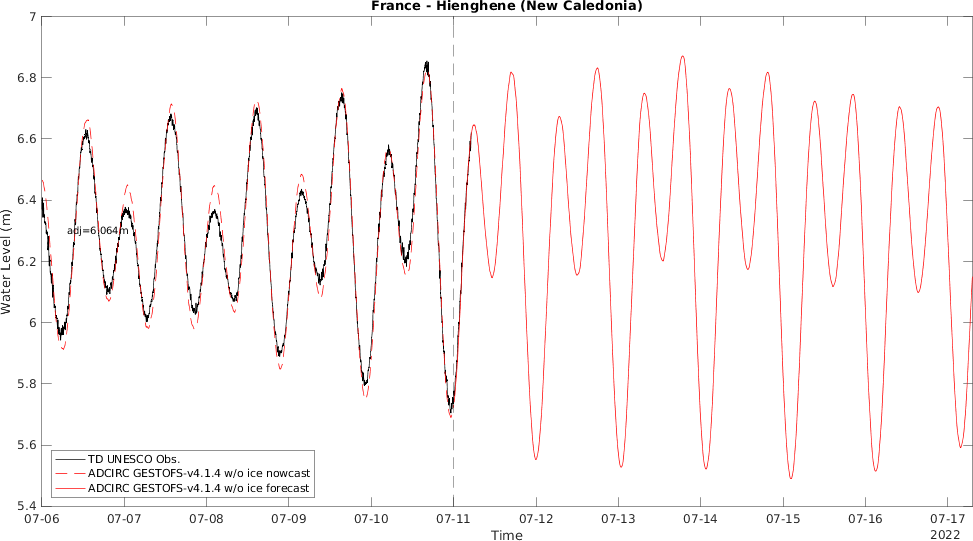 France - Hienghene (New Caledonia)
7
6.8
6.6
6.4
6.2
6
5.8
5.6
5.4
Water Level (m)
adj=6.064m
TD UNESCO Obs.
ADCIRC GESTOFS-v4.1.4 w/o ice nowcast
ADCIRC GESTOFS-v4.1.4 w/o ice forecast
07-06 07-07 07-08 07-09 07-10 07-11 07-12 07-13 07-14 07-15 07-16 07-17
Time
2022